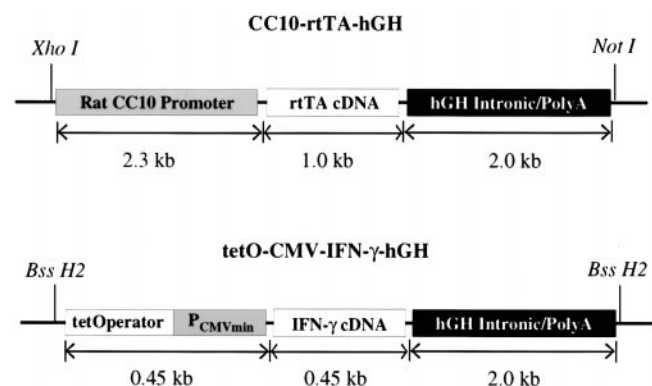 CC10-rtTA-hGH
Xho I
Not I
Rat CC10 Promoter
rtTA cDNA
hGH Intronic/PolyA
2.3 kb
1.0 kb
2.0 kb
tetO-CMV-IFN-γ-hGH
Bss H2
Bss H2
tetOperator
PCMVmin
IFN-γ cDNA
hGH Intronic/PolyA
0.45 kb
0.45 kb
2.0 kb